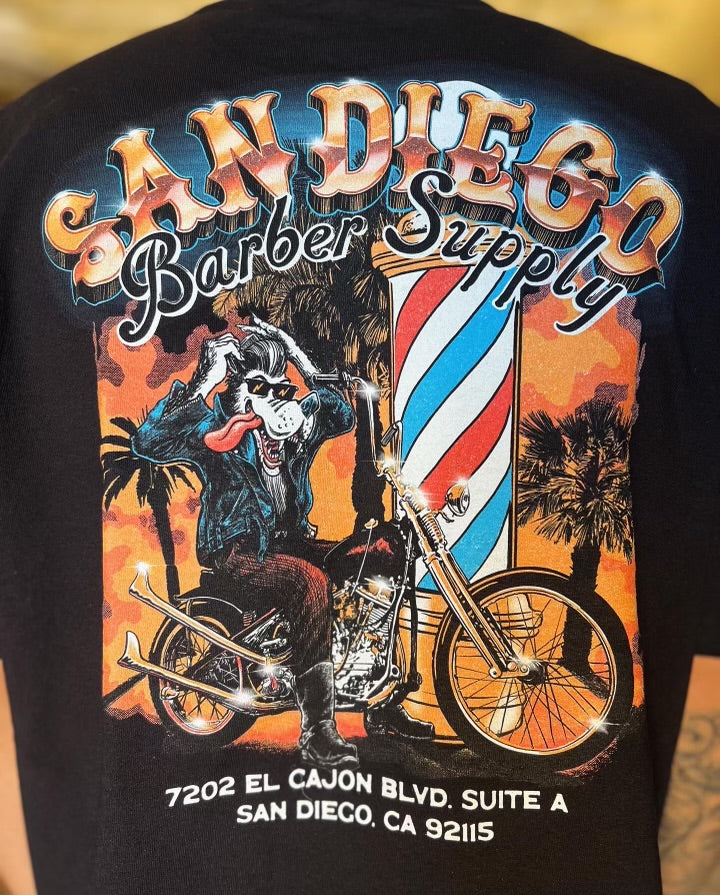 SAN DIEGO
Barber Supply
7202 EL CAJON BLVD. SUITE A
SAN DIEGO, CA 92115